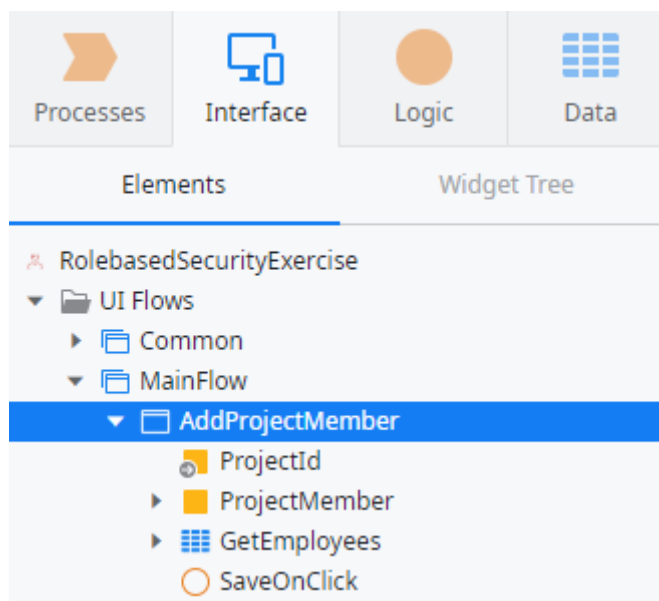 Processes Interface Logic Data
Elements Widget Tree
RolebasedSecurityExercise
UI Flows
Common
MainFlow
AddProjectMember
ProjectId
ProjectMember
GetEmployees
SaveOnClick